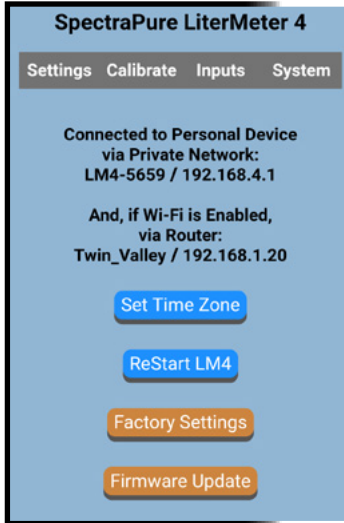 SpectraPure LiterMeter 4
Settings Calibrate Inputs System
Connected to Personal Device
via Private Network:
LM4-5659 / 192.168.4.1
And, if Wi-Fi is Enabled,
via Router:
Twin_Valley / 192.168.1.20
Set Time Zone
ReStart LM4
Factory Settings
Firmware Update